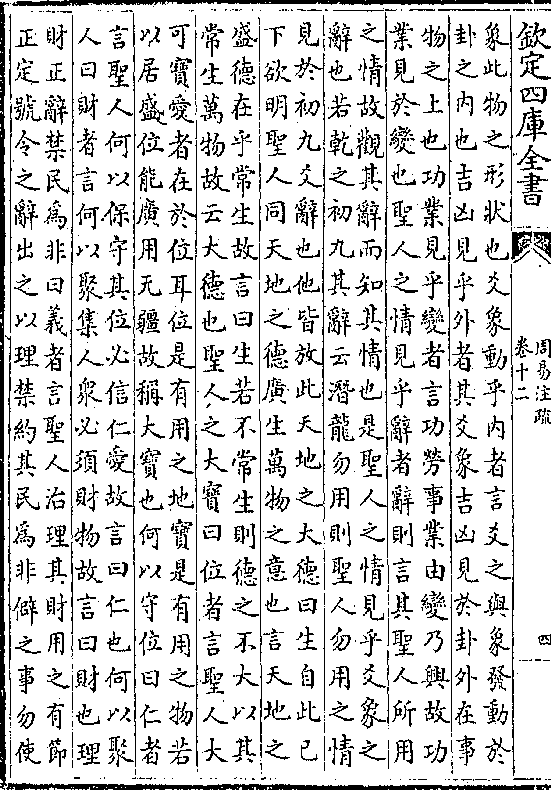 欽定四庫全書
周易注疏
卷十二
四
象此物之形狀也爻象動乎內者言爻之與象發動於
卦之內也吉凶見乎外者其爻象吉凶見於卦外在事
物之上也功業見乎變者言功勞事業由變乃興故功
業見於變也聖人之情見乎辭者辭則言其聖人所用
之情故觀其辭而知其情也是聖人之情見乎爻象之
辭也若乾之初九其辭云潛龍勿用則聖人勿用之情
見於初九爻辭也他皆放此天地之大德曰生自此已
下欲明聖人同天地之德廣生萬物之意也言天地之
盛德在乎常生故言曰生若不常生則德之不大以其
常生萬物故云大德也聖人之大寶曰位者言聖人大
可寶愛者在於位耳位是有用之地寶是有用之物若
以居盛位能廣用无疆故稱大寶也何以守位曰仁者
言聖人何以保守其位必信仁愛故言曰仁也何以聚
人曰財者言何以聚集人衆必須財物故言曰財也理
財正辭禁民爲非曰義者言聖人治理其財用之有節
正定號令之辭出之以理禁約其民爲非僻之事勿使